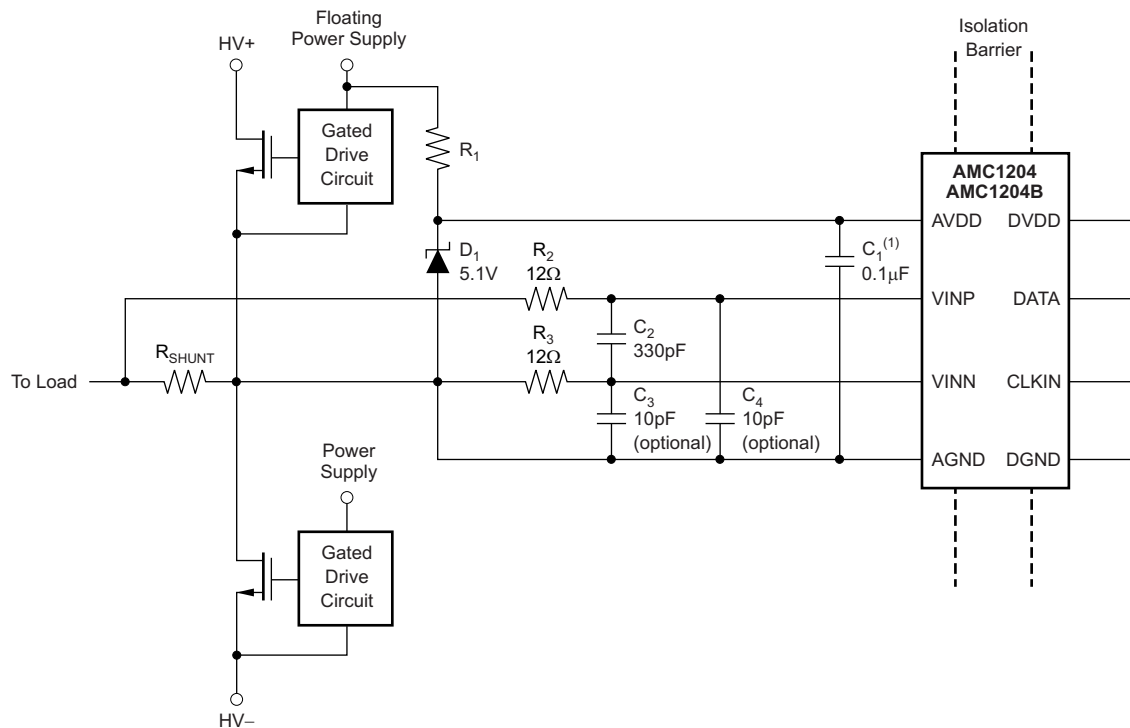 Floating
Power Supply
HV+
Isolation
Barrier
Gated
Drive
Circuit
R1
AMC1204
AMC1204B
AVDD
DVDD
D1
5.1V
C1(1)
0.1μF
R2
12Ω
VINP
DATA
C2
330pF
R3
12Ω
RSHUNT
To Load
VINN
CLKIN
C3
10pF
(optional)
C4
10pF
(optional)
AGND
DGND
Power
Supply
Gated
Drive
Circuit
HV−